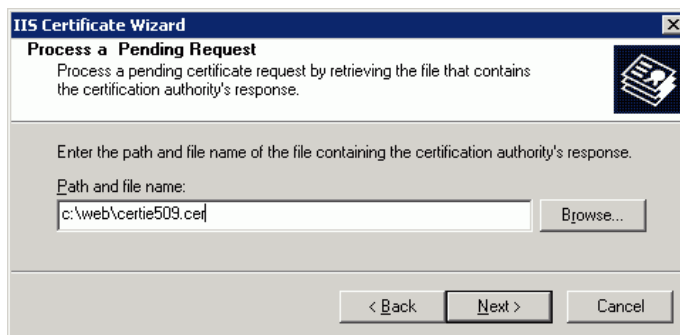 IIS Certificate Wizard
Process a Pending Request
Process a pending certificate request by retrieving the file that contains
the certification authority's response.
Enter the path and file name of the file containing the certification authority's response.
Path and file name:
c:\web\certie509.cer
Browse...
< Back
Next >
Cancel